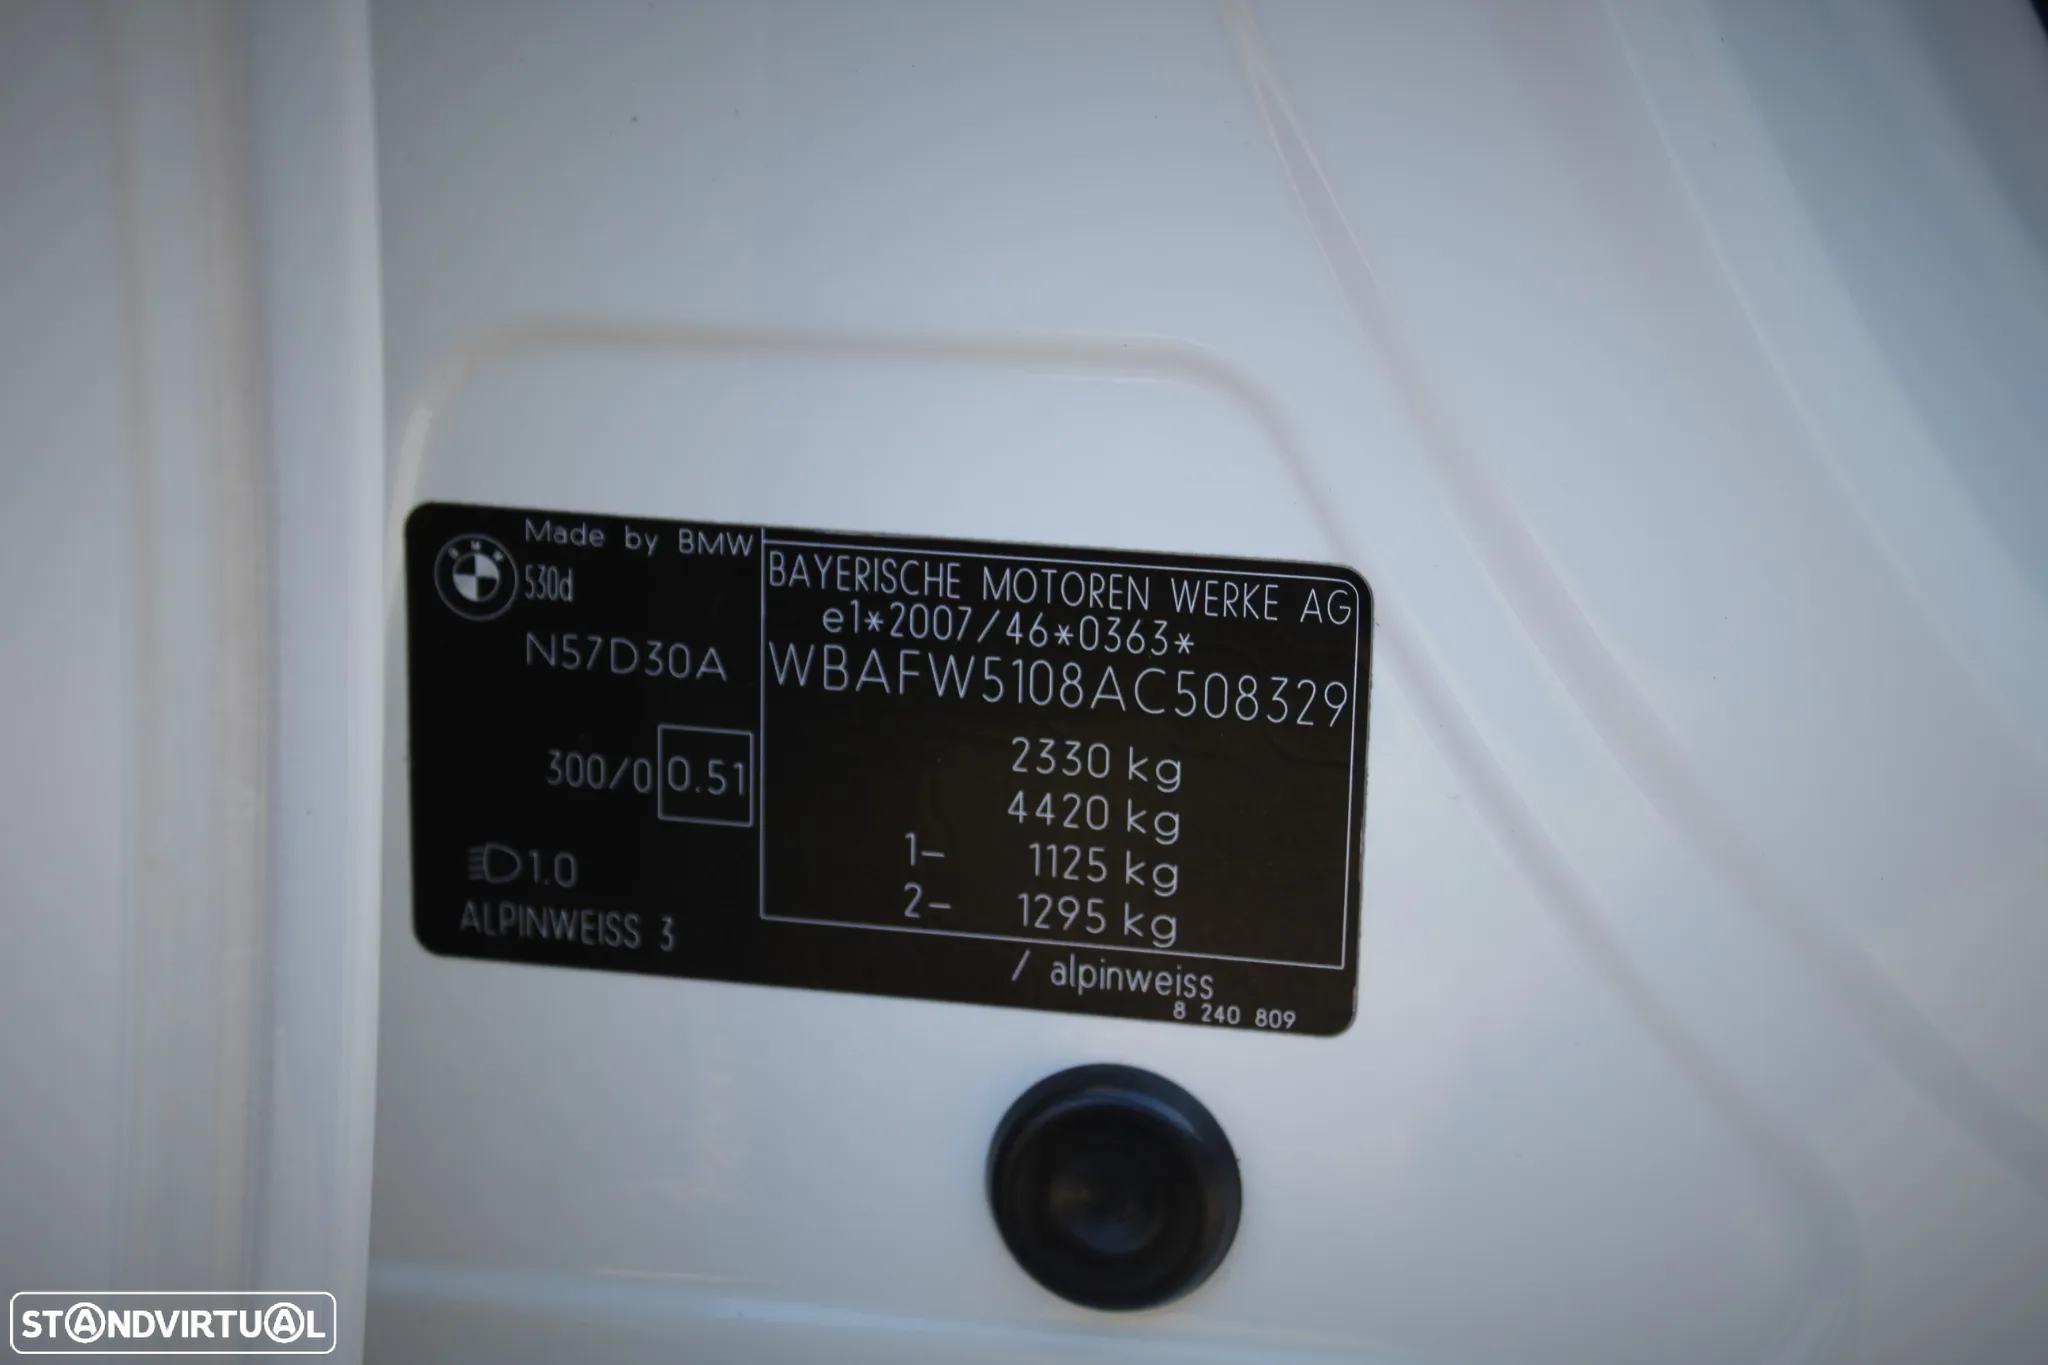 BMW
Made by BMW
530d
N57D30A
300/0 0.51
1.0
ALPINWEISS 3
BAYERISCHE MOTOREN WERKE AG
e1*2007/46*0363*
WBAFW5108AC508329
2330 kg
4420 kg
1- 1125 kg
2- 1295 kg
/ alpinweiss
8 240 809
STANDVIRTUAL